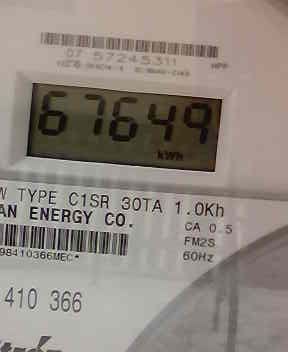 07 57245311
67649
kWh
W TYPE C1SR 30TA 1.0Kh
AN ENERGY CO.
CA 0.5
FM2S
98410366MEC*
60Hz
410 366